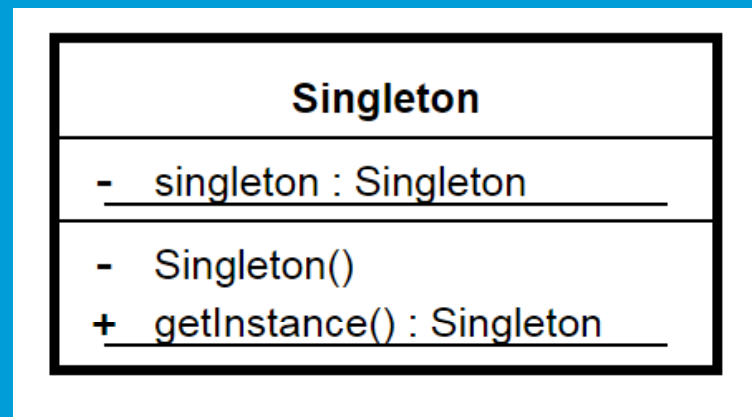 Singleton
- singleton : Singleton
- Singleton()
+ getInstance() : Singleton